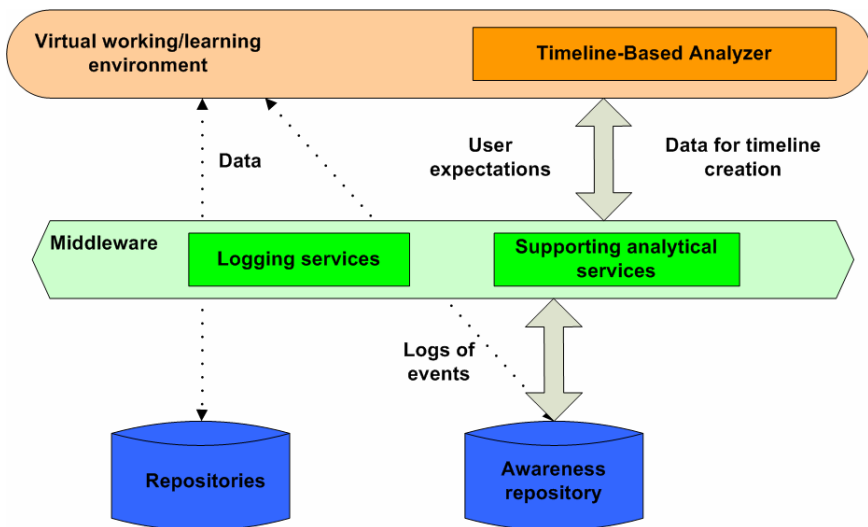 Virtual working/learning
environment
Timeline-Based Analyzer
Data
User
expectations
Data for timeline
creation
Middleware
Logging services
Supporting analytical
services
Logs of
events
Repositories
Awareness
repository